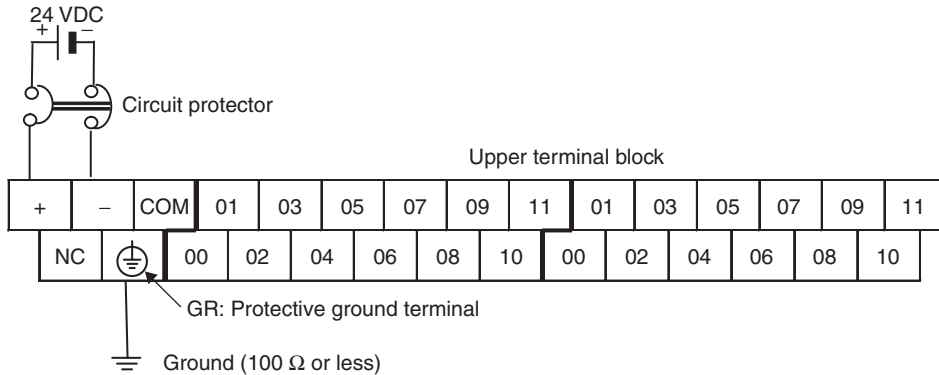 24 VDC
+ −
Circuit protector
Upper terminal block
+ − COM 01 03 05 07 09 11 01 03 05 07 09 11
NC 00 02 04 06 08 10 00 02 04 06 08 10
GR: Protective ground terminal
Ground (100 Ω or less)